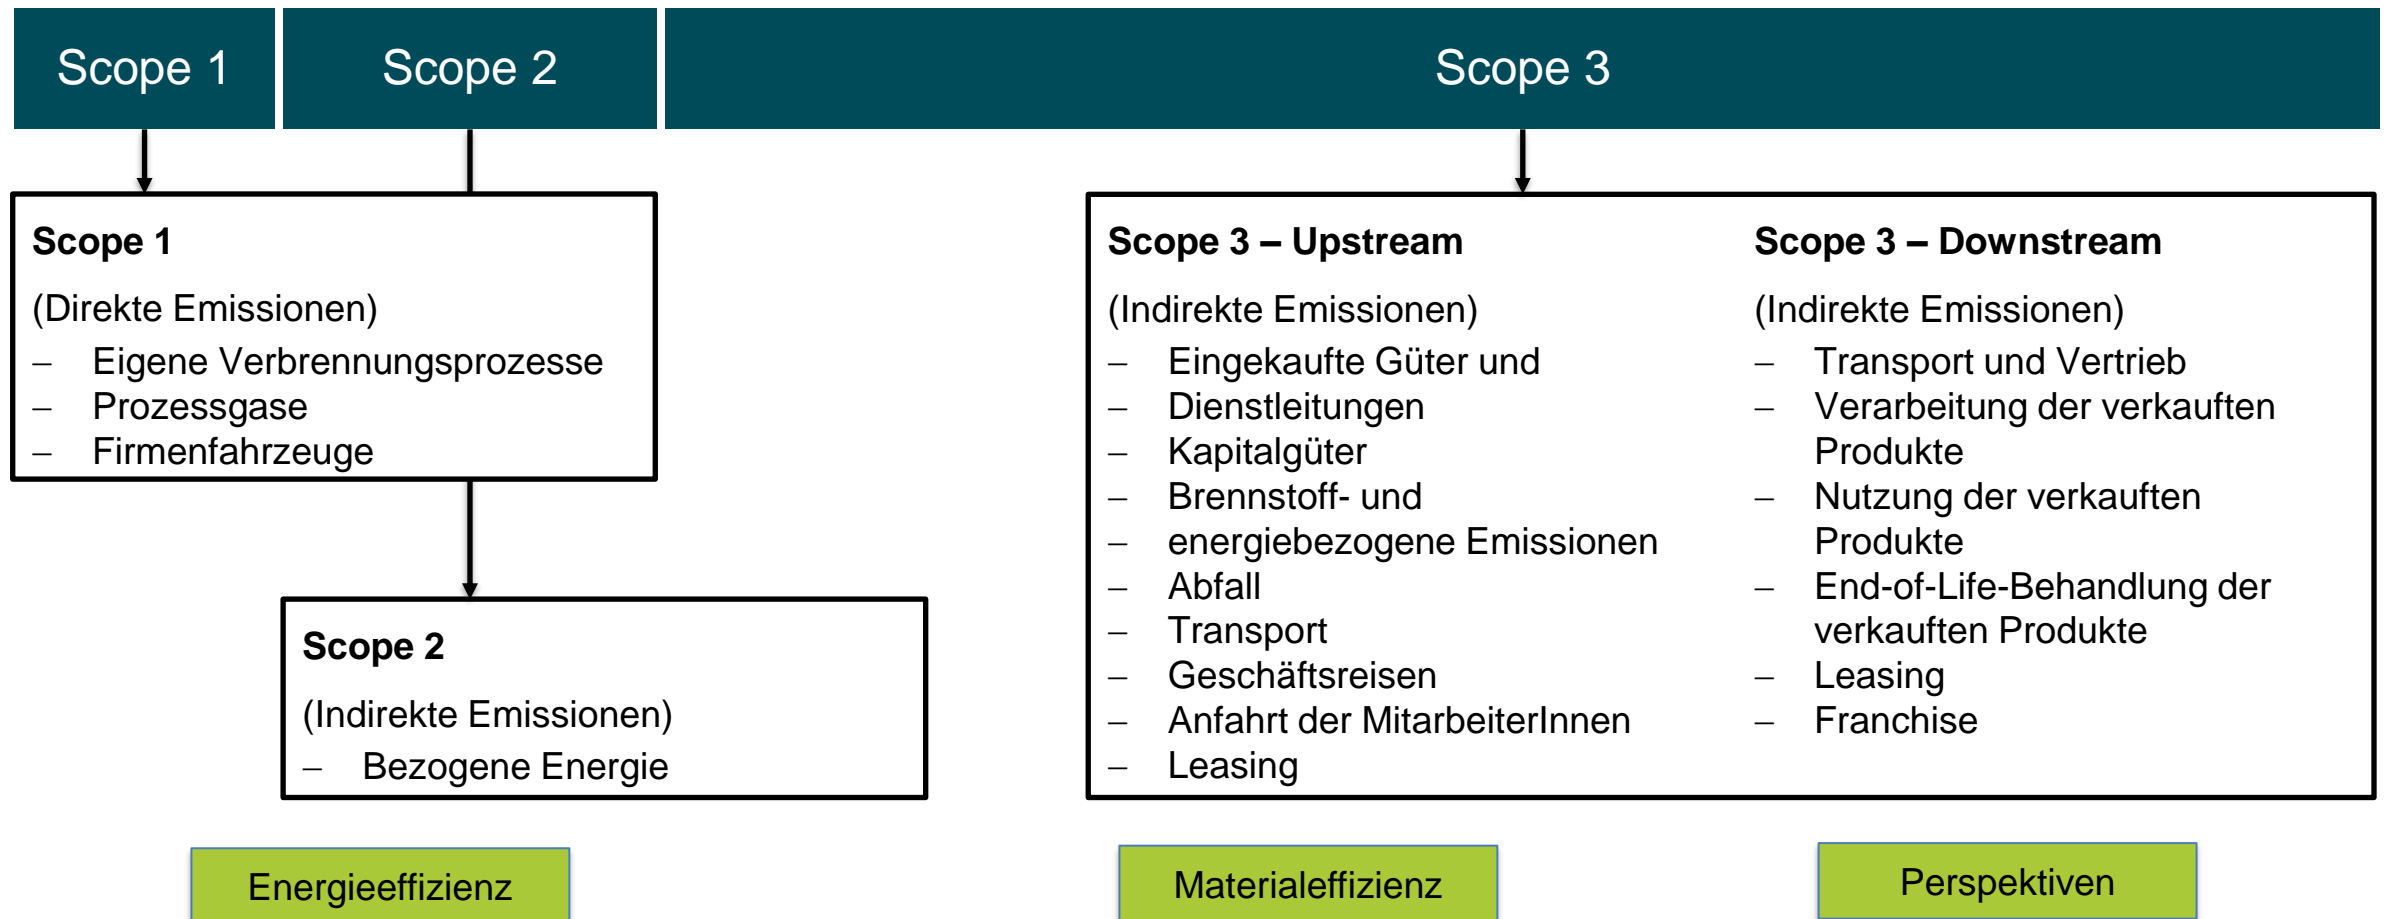 Scope 1
Scope 2
Scope 3
Scope 1
(Direkte Emissionen)
– Eigene Verbrennungsprozesse
– Prozessgase
– Firmenfahrzeuge
Scope 2
(Indirekte Emissionen)
– Bezogene Energie
Scope 3 – Upstream
(Indirekte Emissionen)
– Eingekaufte Güter und
– Dienstleitungen
– Kapitalgüter
– Brennstoff- und
– energiebezogene Emissionen
– Abfall
– Transport
– Geschäftsreisen
– Anfahrt der MitarbeiterInnen
– Leasing
Scope 3 – Downstream
(Indirekte Emissionen)
– Transport und Vertrieb
– Verarbeitung der verkauften
Produkte
– Nutzung der verkauften
Produkte
– End-of-Life-Behandlung der
verkauften Produkte
– Leasing
– Franchise
Energieeffizienz
Materialeffizienz
Perspektiven